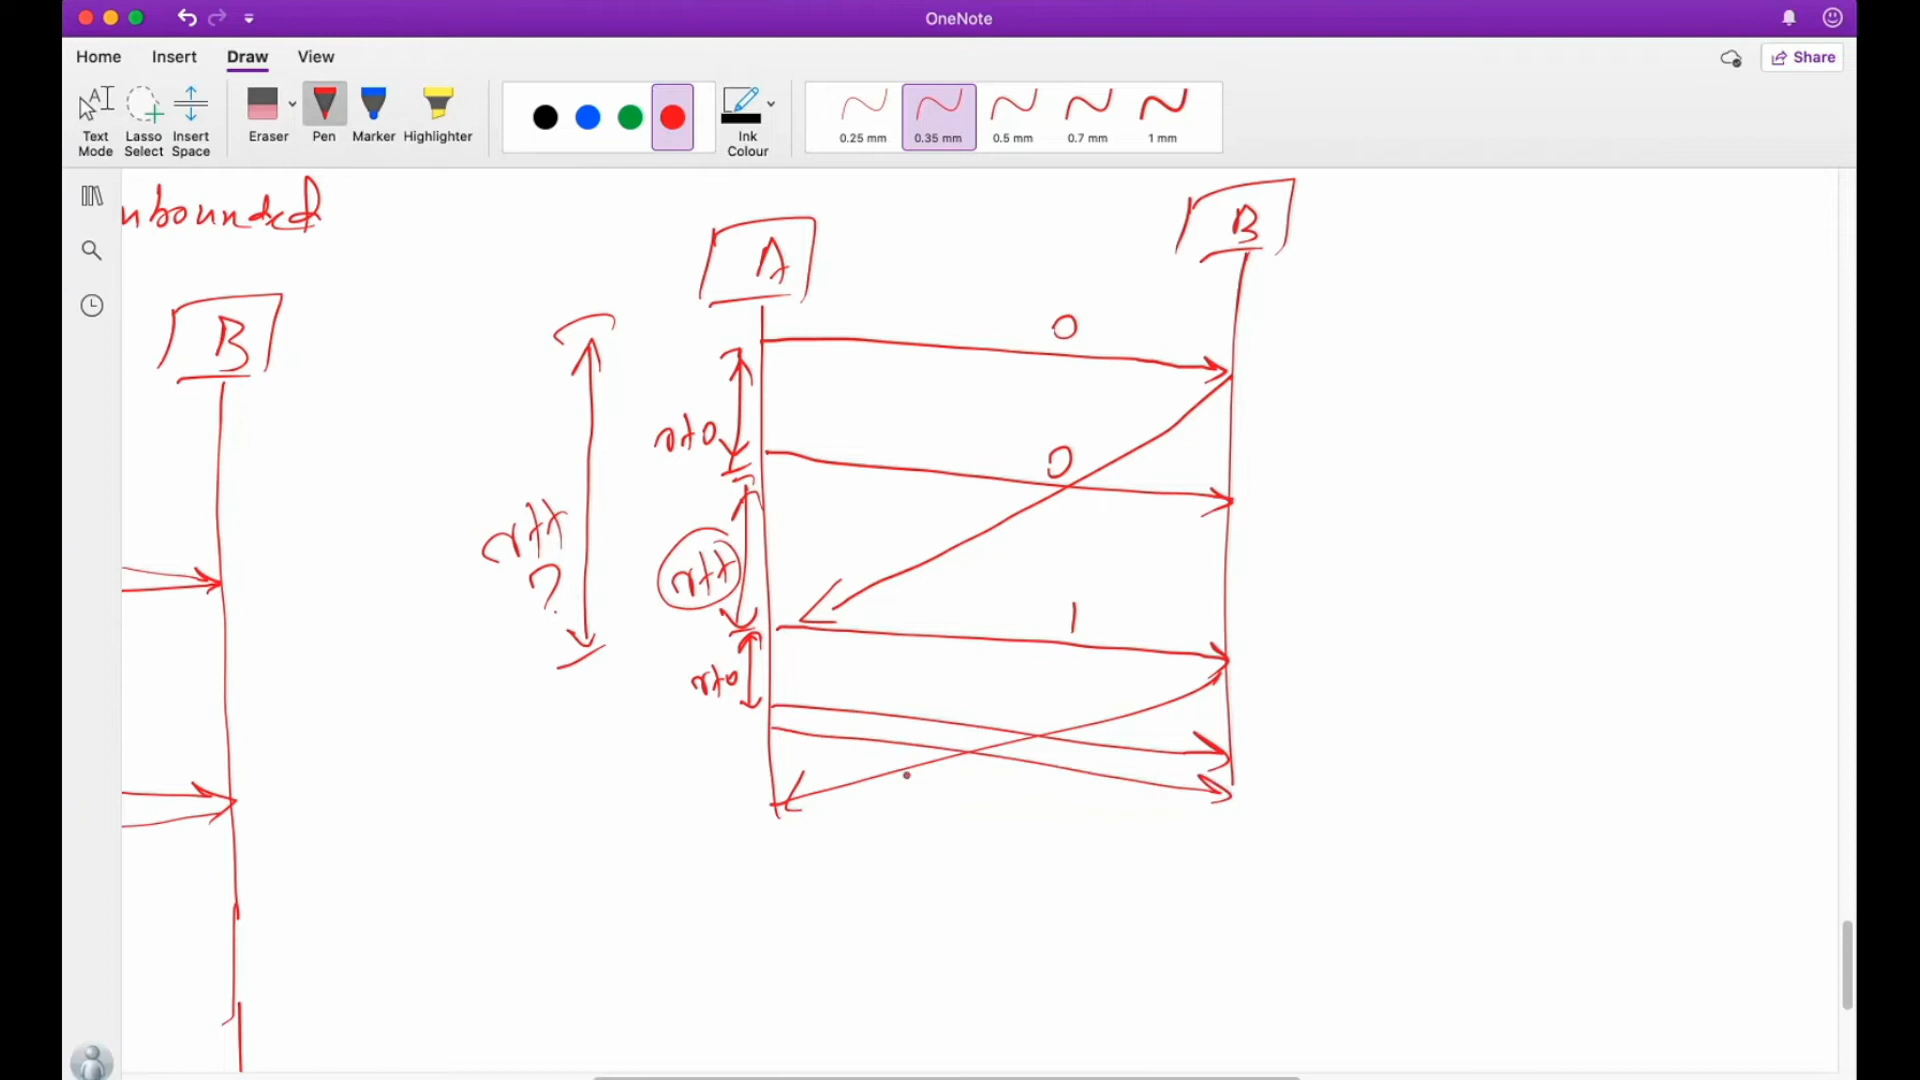 OneNote
Home Insert Draw View
Share
Text Mode
Lasso Select
Insert Space
Eraser
Pen
Marker
Highlighter
Ink Colour
0.25 mm
0.35 mm
0.5 mm
0.7 mm
1 mm
nbounded
B
A
B
0
rto
0
rtt
?
rtt
1
rto